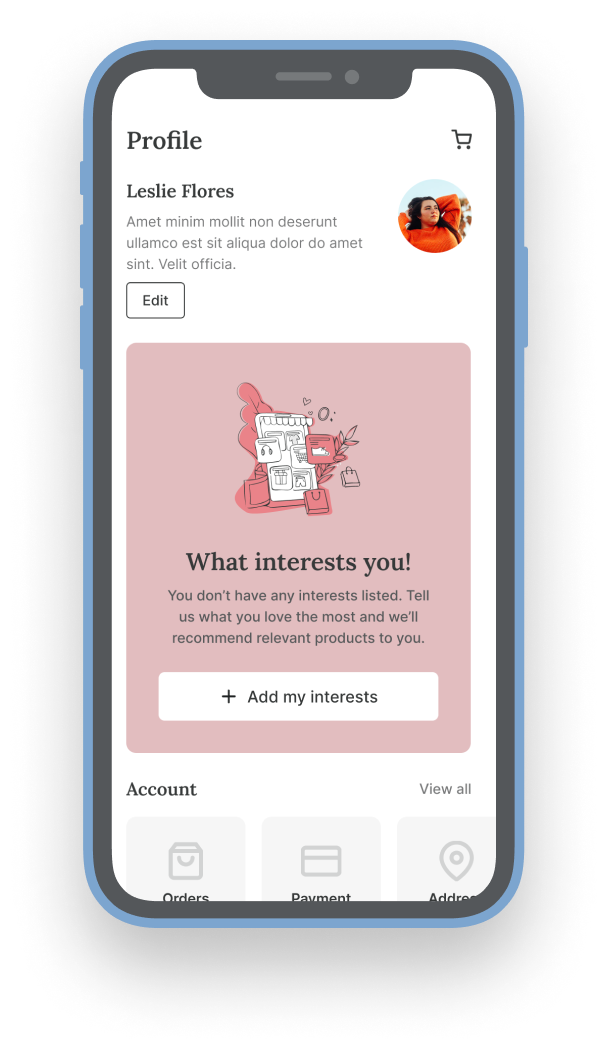 Profile
Leslie Flores
Amet minim mollit non deserunt
ullamco est sit aliqua dolor do amet
sint. Velit officia.
Edit
What interests you!
You don’t have any interests listed. Tell
us what you love the most and we’ll
recommend relevant products to you.
Add my interests
Account
View all
Orders
Payment